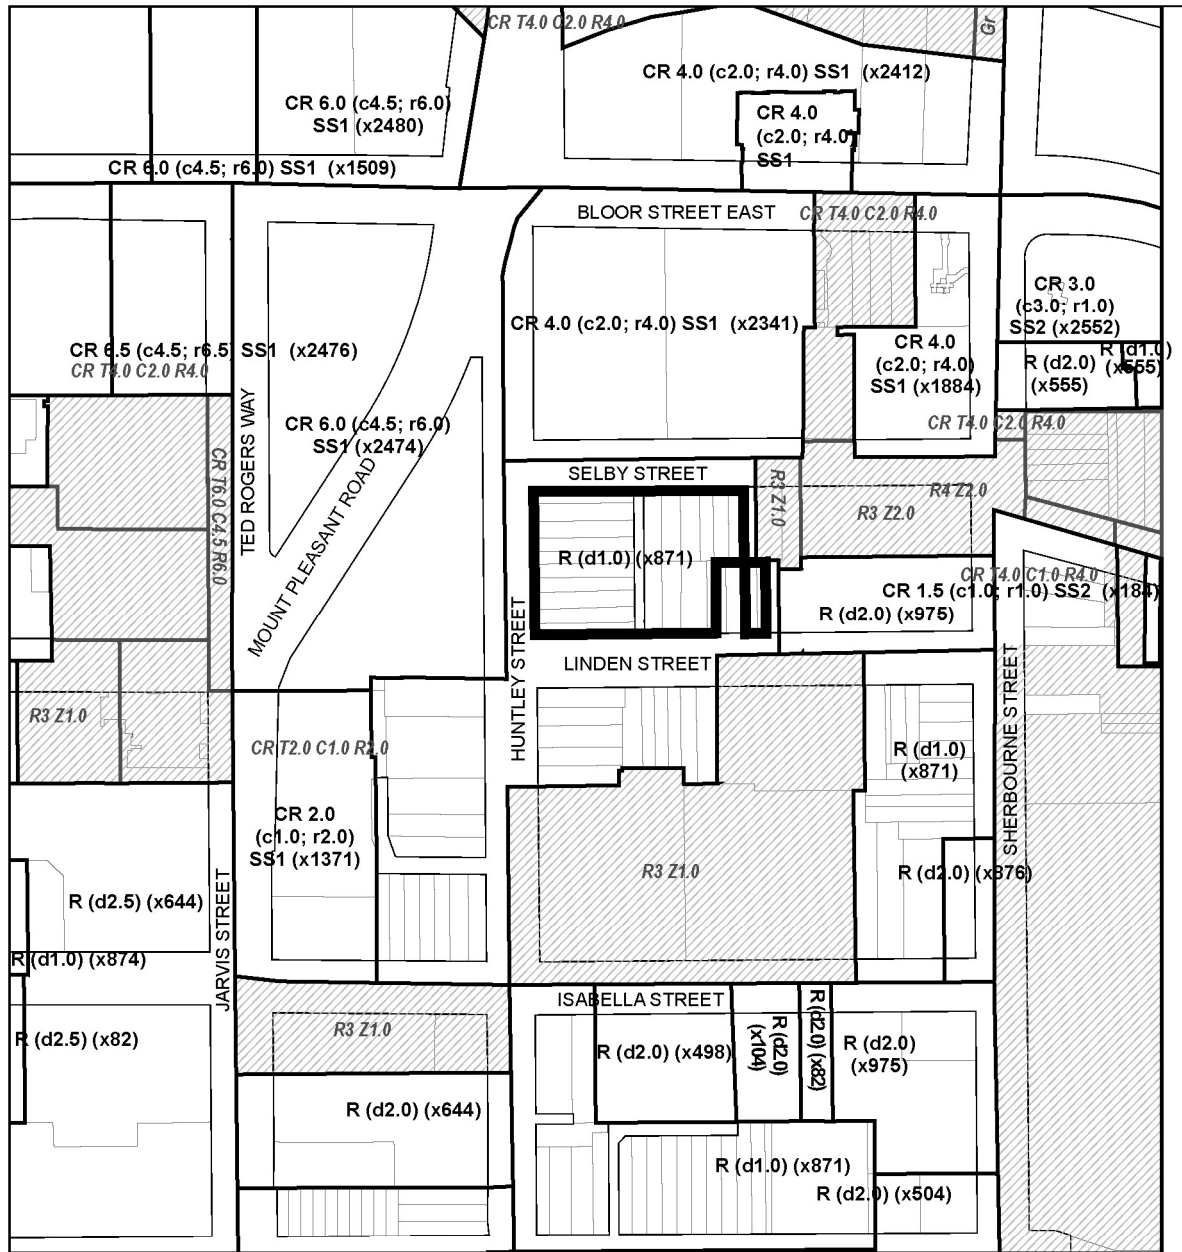 CR T4.0 C2.0 R4.0
Gr
CR 4.0 (c2.0; r4.0) SS1 (x2412)
CR 6.0 (c4.5; r6.0)
SS1 (x2480)
CR 4.0
(c2.0; r4.0)
SS1
CR 6.0 (c4.5; r6.0) SS1 (x1509)
BLOOR STREET EAST
CR T4.0 C2.0 R4.0
CR 3.0
(c3.0; r1.0)
SS2 (x2552)
CR 4.0 (c2.0; r4.0) SS1 (x2341)
CR 6.5 (c4.5; r6.5) SS1 (x2476)
CR T4.0 C2.0 R4.0
CR 4.0
(c2.0; r4.0)
SS1 (x1884)
R (d2.0)
(x555)
R (d1.0)
(x555)
TED ROGERS WAY
CR 6.0 (c4.5; r6.0)
SS1 (x2474)
CR T4.0 C2.0 R4.0
CR T6.0 C4.5 R6.0
MOUNT PLEASANT ROAD
SELBY STREET
R3 Z1.0
R4 Z2.0
R3 Z2.0
R (d1.0) (x871)
CR T4.0 C1.0 R4.0
CR 1.5 (c1.0; r1.0) SS2 (x184)
R (d2.0) (x975)
HUNTLEY STREET
LINDEN STREET
SHERBOURNE STREET
R3 Z1.0
CR T2.0 C1.0 R2.0
R (d1.0)
(x871)
CR 2.0
(c1.0; r2.0)
SS1 (x1371)
R3 Z1.0
R (d2.0) (x876)
R (d2.5) (x644)
JARVIS STREET
R (d1.0) (x874)
ISABELLA STREET
R3 Z1.0
R (d2.5) (x82)
R (d2.0) (x498)
R (d2.0)
(x104)
R (d2.0) (x82)
R (d2.0)
(x975)
R (d2.0) (x644)
R (d1.0) (x871)
R (d2.0) (x504)